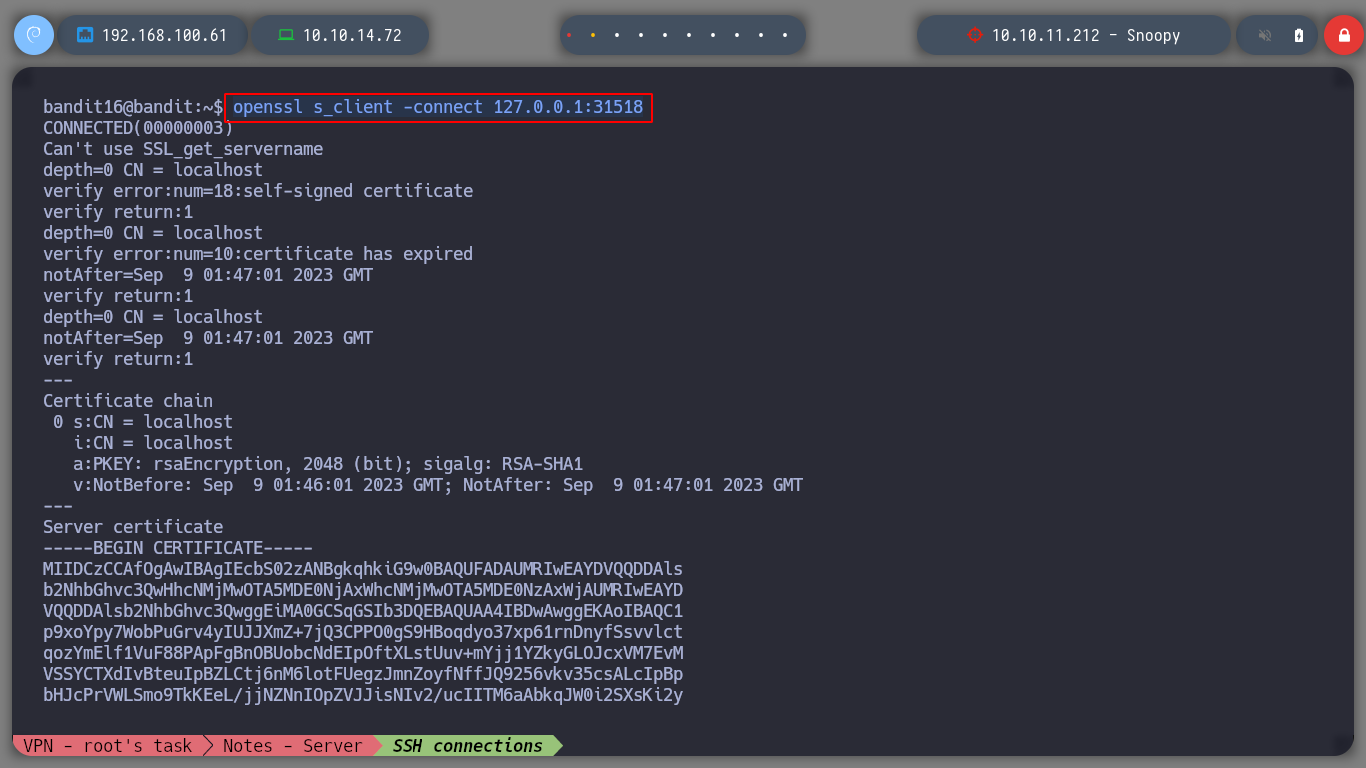 192.168.100.61
10.10.14.72
10.10.11.212 - Snoopy
bandit16@bandit:~$ openssl s_client -connect 127.0.0.1:31518
CONNECTED(00000003)
Can't use SSL_get_servername
depth=0 CN = localhost
verify error:num=18:self-signed certificate
verify return:1
depth=0 CN = localhost
verify error:num=10:certificate has expired
notAfter=Sep  9 01:47:01 2023 GMT
verify return:1
depth=0 CN = localhost
notAfter=Sep  9 01:47:01 2023 GMT
verify return:1
---
Certificate chain
 0 s:CN = localhost
   i:CN = localhost
   a:PKEY: rsaEncryption, 2048 (bit); sigalg: RSA-SHA1
   v:NotBefore: Sep  9 01:46:01 2023 GMT; NotAfter: Sep  9 01:47:01 2023 GMT
---
Server certificate
-----BEGIN CERTIFICATE-----
MIIDCzCCAfOgAwIBAgIEcbS02zANBgkqhkiG9w0BAQUFADAUMRIwEAYDVQQDDAls
b2NhbGhvc3QwHhcNMjMwOTA5MDE0NjAxWhcNMjMwOTA5MDE0NzAxWjAUMRIwEAYD
VQQDDAlsb2NhbGhvc3QwggEiMA0GCSqGSIb3DQEBAQUAA4IBDwAwggEKAoIBAQC1
p9xoYpy7WobPuGrv4yIUJJXmZ+7jQ3CPPO0gS9HBoqdyo37xp61rnDnyfSsvvlct
qozYmElf1VuF88PApFgBnOBUobcNdEIpOftXLstUuv+mYjj1YZkyGLOJcxVM7EvM
VSSYCTXdIvBteuIpBZLCtj6nM6lotFUegzJmnZoyfNffJQ9256vkv35csALcIpBp
bHJcPrVWLSmo9TkKEeL/jjNZNnIOpZVJJisNIv2/ucIITM6aAbkqJW0i2SXsKi2y
VPN - root's task
Notes - Server
SSH connections